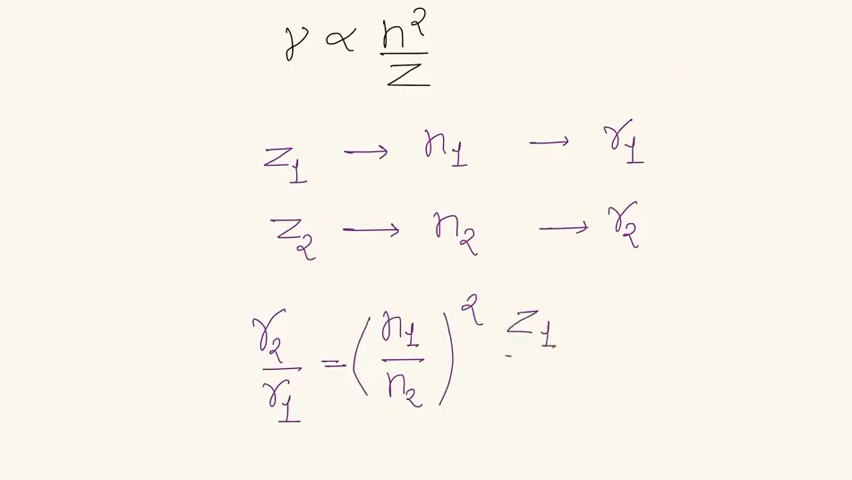 r ∝ n² / Z
Z₁ → n₁ → r₁
Z₂ → n₂ → r₂
r₂ / r₁ = (n₁ / n₂)² Z₁